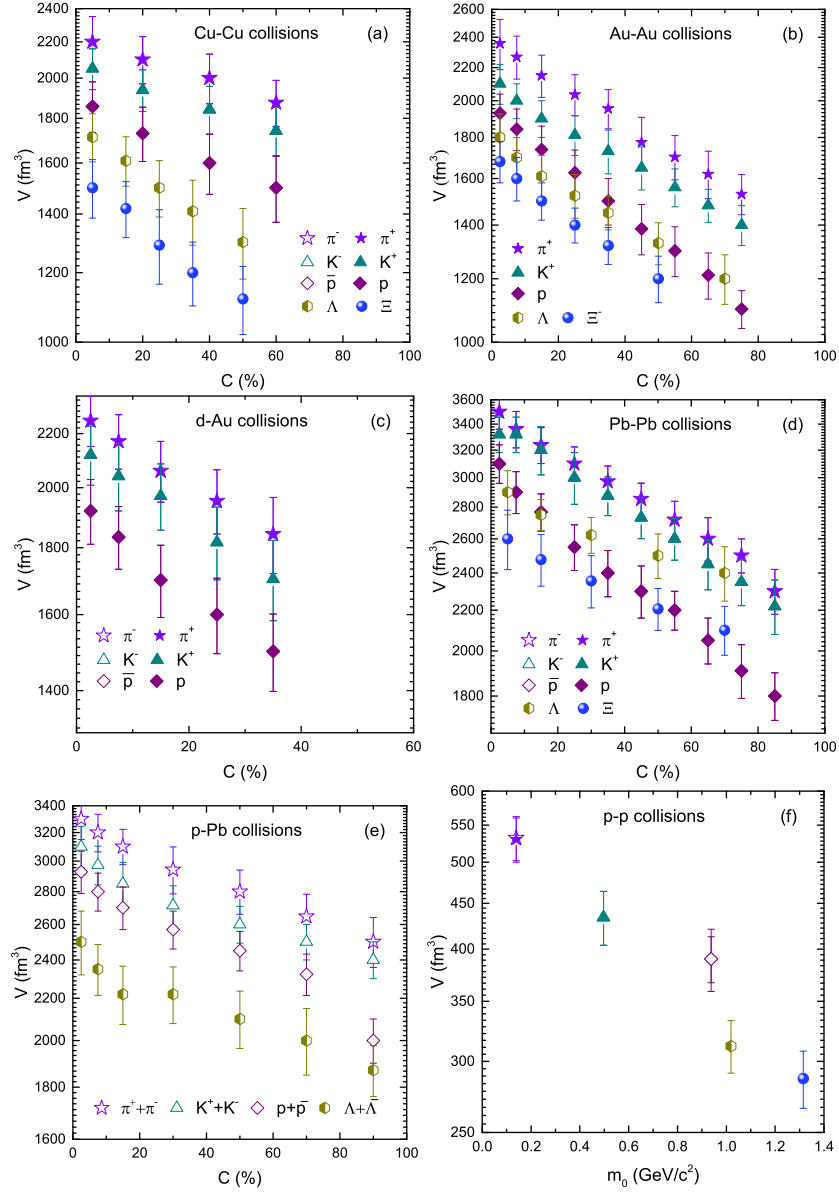 Cu-Cu collisions (a)
V (fm³)
2400
2200
2000
1800
1600
1400
1200
1000
π⁻ π⁺
K⁻ K⁺
p̅ p
Λ Ξ
0 20 40 60 80 100
C (%)
Au-Au collisions (b)
V (fm³)
2600
2400
2200
2000
1800
1600
1400
1200
1000
π⁺
K⁺
p
Λ Ξ̅⁻
0 20 40 60 80 100
C (%)
d-Au collisions (c)
V (fm³)
2200
2000
1800
1600
1400
π⁻ π⁺
K⁻ K⁺
p̅ p
0 20 40 60
C (%)
Pb-Pb collisions (d)
V (fm³)
3600
3400
3200
3000
2800
2600
2400
2200
2000
1800
π⁻ π⁺
K⁻ K⁺
p̅ p
Λ Ξ
0 20 40 60 80 100
C (%)
p-Pb collisions (e)
V (fm³)
3400
3200
3000
2800
2600
2400
2200
2000
1800
1600
π⁺+π⁻ K⁺+K⁻ p+p̅ Λ+Λ̅
0 20 40 60 80 100
C (%)
p-p collisions (f)
V (fm³)
600
550
500
450
400
350
300
250
0.0 0.2 0.4 0.6 0.8 1.0 1.2 1.4
m₀ (GeV/c²)